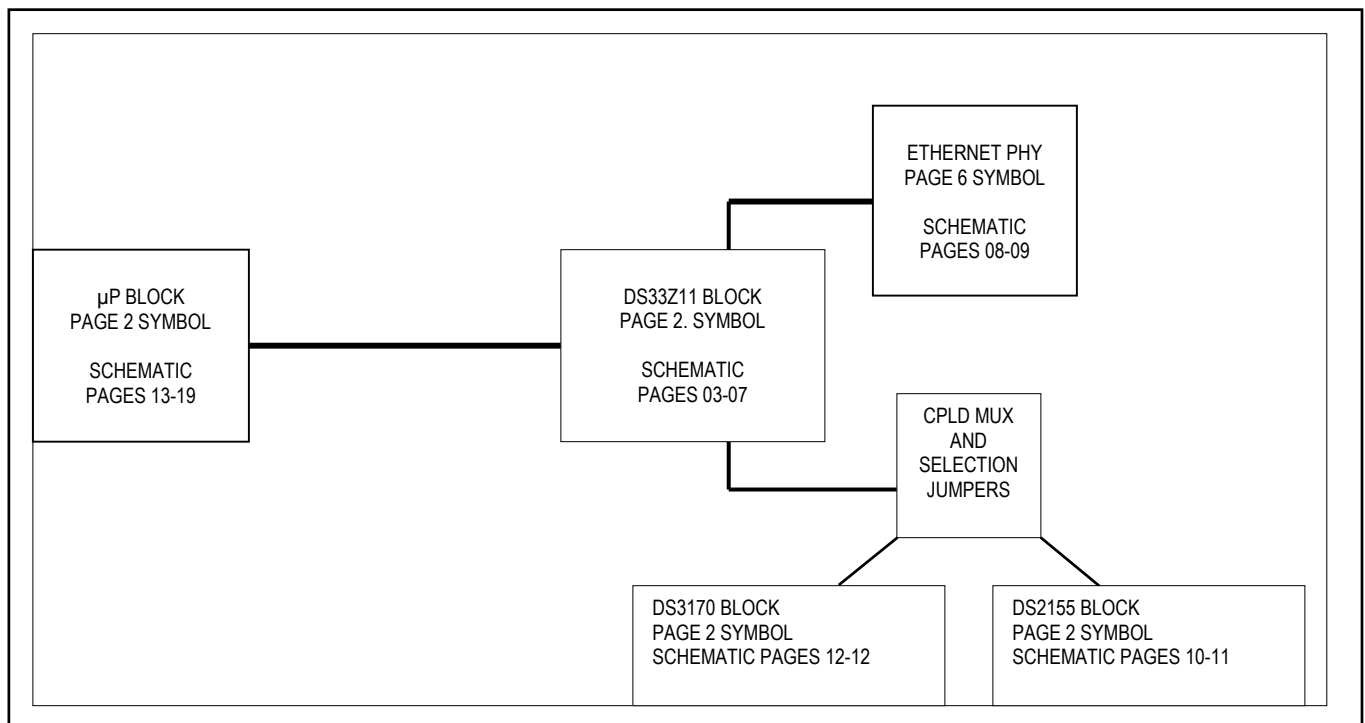 ETHERNET PHY
PAGE 6 SYMBOL
SCHEMATIC
PAGES 08-09
µP BLOCK
PAGE 2 SYMBOL
SCHEMATIC
PAGES 13-19
DS33Z11 BLOCK
PAGE 2. SYMBOL
SCHEMATIC
PAGES 03-07
CPLD MUX
AND
SELECTION
JUMPERS
DS3170 BLOCK
PAGE 2 SYMBOL
SCHEMATIC PAGES 12-12
DS2155 BLOCK
PAGE 2 SYMBOL
SCHEMATIC PAGES 10-11